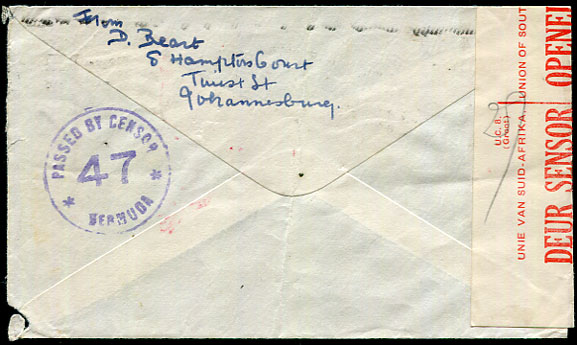 From
D. Beart
8 Hampton Court
Twist St
Johannesburg.
PASSED BY CENSOR
47
BERMUDA
U.C. 8.
(Groot)
UNIE VAN SUID-AFRIKA. UNION OF SOUT
DEUR SENSOR OPENE